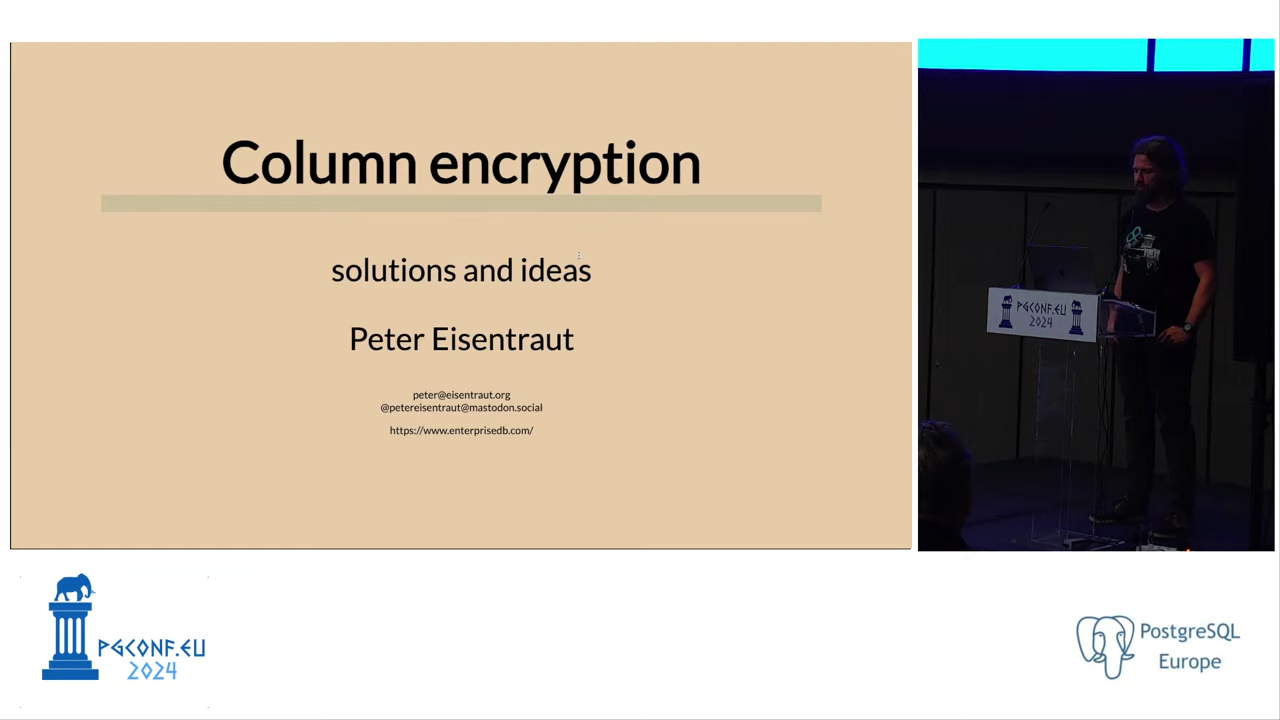 Column encryption
solutions and ideas
Peter Eisentraut
peter@eisentraut.org
@petereisentraut@mastodon.social
https://www.enterprisedb.com/
PGCONF.EU
2024
PGCONF.EU
2024
PostgreSQL
Europe